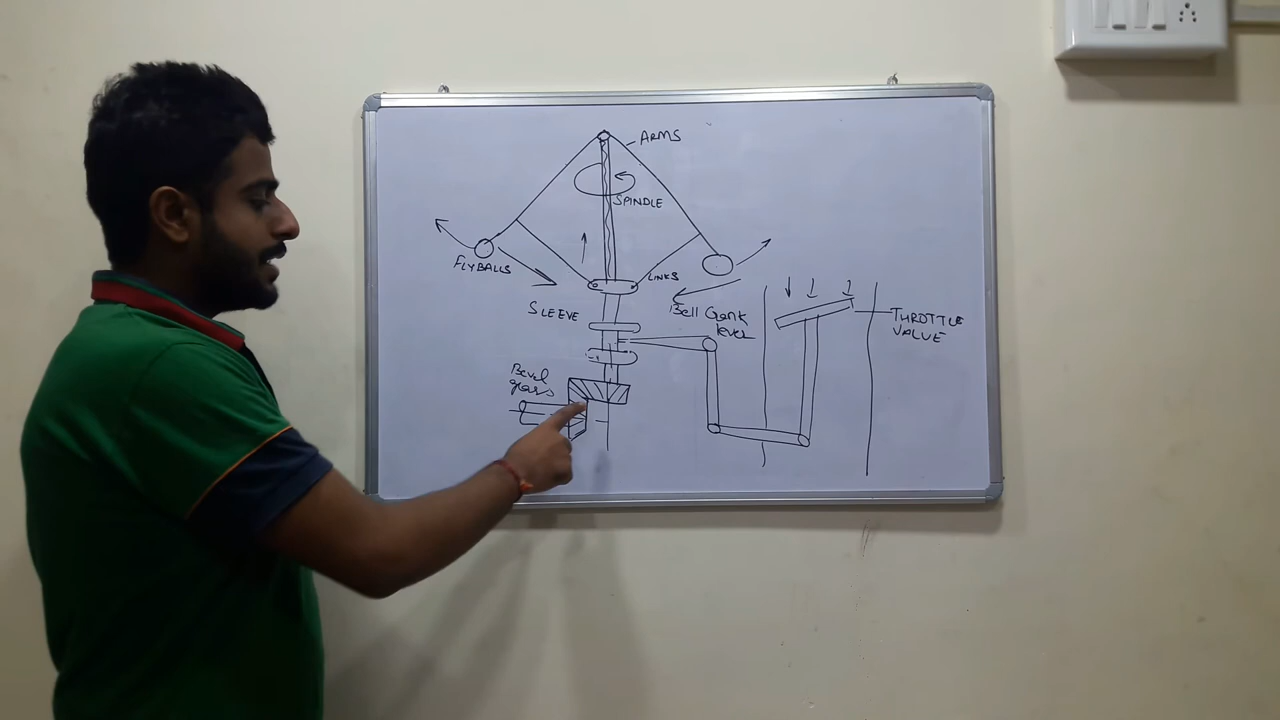 ARMS
SPINDLE
FLYBALLS
LINKS
SLEEVE
Bell Crank
lever
THROTTLE
VALVE
Bevel
gears